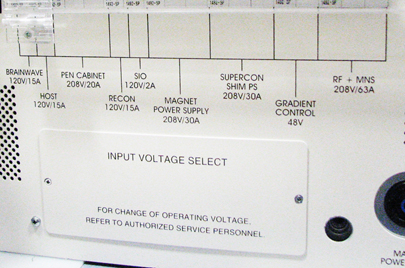 BRAINWAVE
120V/15A
HOST
120V/15A
PEN CABINET
208V/20A
RECON
120V/15A
SIO
120V/2A
MAGNET
POWER SUPPLY
208V/30A
SUPERCON
SHIM PS
208V/30A
GRADIENT
CONTROL
48V
RF + MNS
208V/63A
INPUT VOLTAGE SELECT
FOR CHANGE OF OPERATING VOLTAGE,
REFER TO AUTHORIZED SERVICE PERSONNEL
MA
POWE